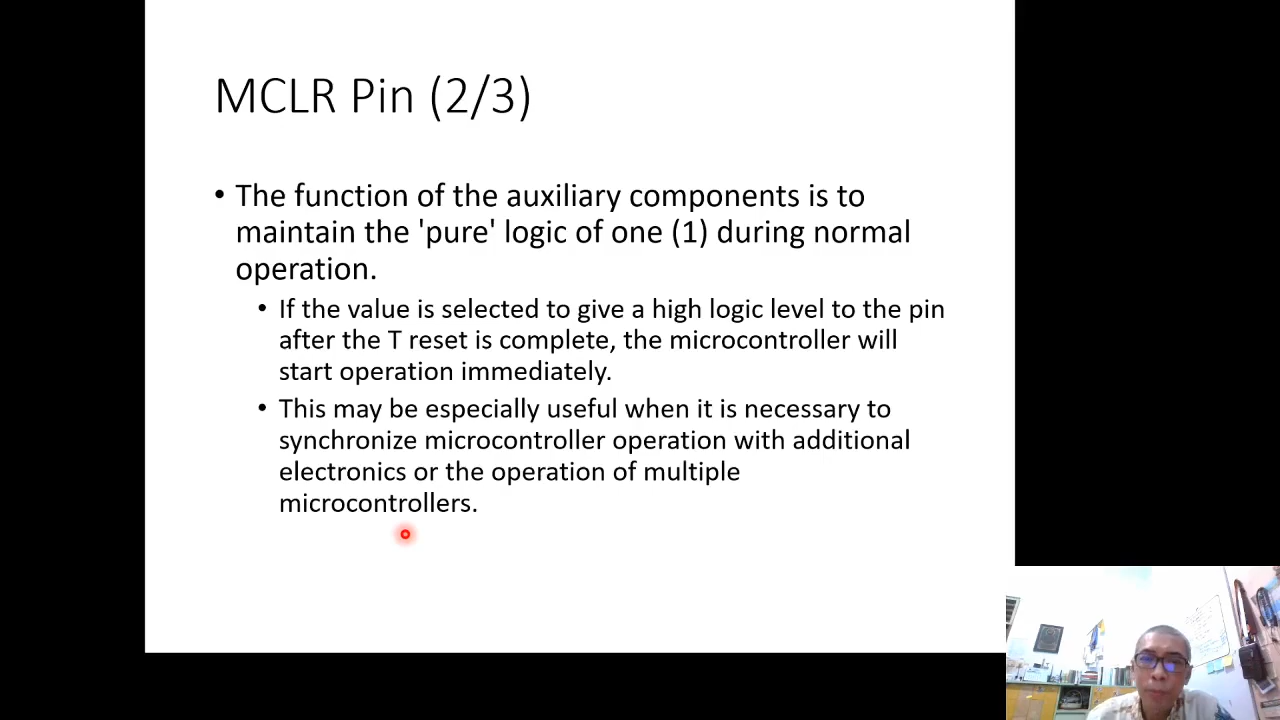 MCLR Pin (2/3)
• The function of the auxiliary components is to
maintain the 'pure' logic of one (1) during normal
operation.
• If the value is selected to give a high logic level to the pin
after the T reset is complete, the microcontroller will
start operation immediately.
• This may be especially useful when it is necessary to
synchronize microcontroller operation with additional
electronics or the operation of multiple
microcontrollers.